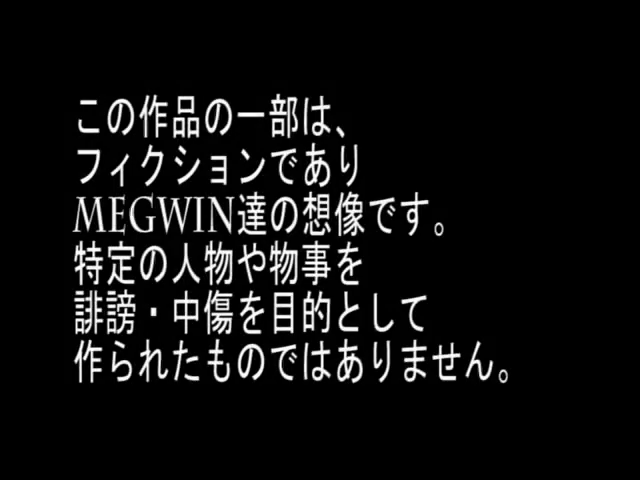 この作品の一部は、
フィクションであり
MEGWIN達の想像です。
特定の人物や物事を
誹謗・中傷を目的として
作られたものではありません。